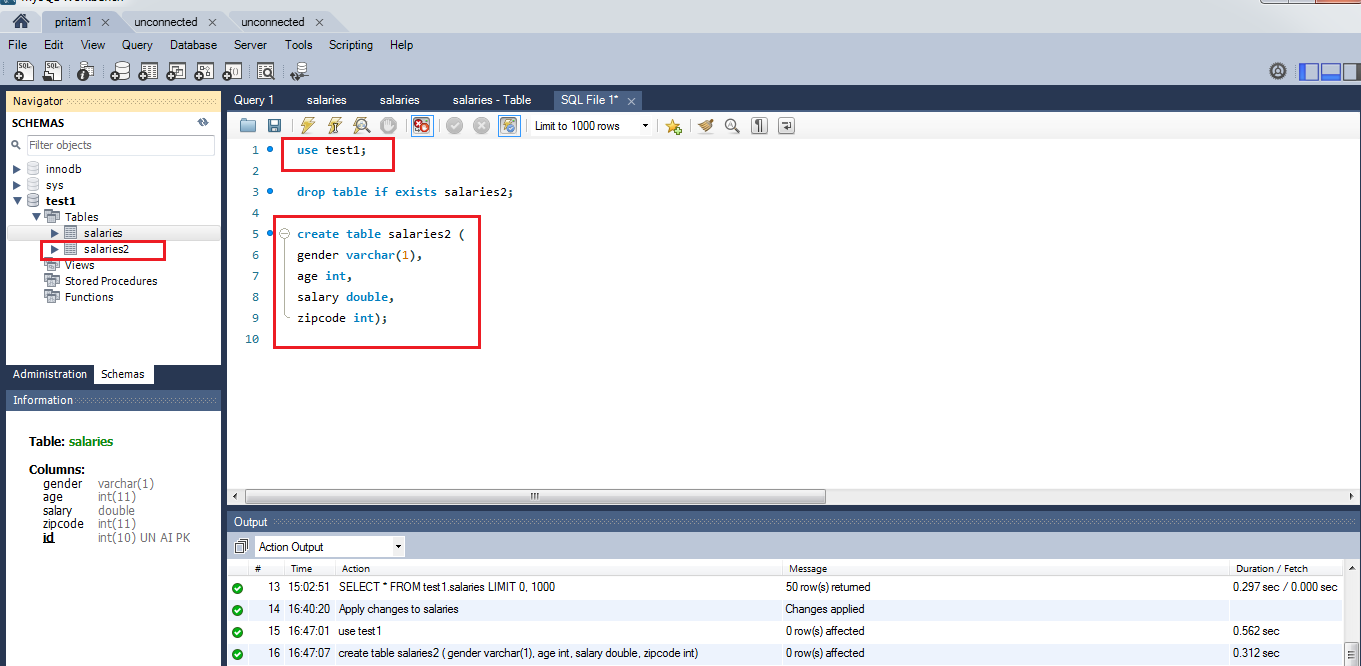 MySQL Workbench
pritam1 unconnected unconnected
File Edit View Query Database Server Tools Scripting Help
Navigator
SCHEMAS
Filter objects
innodb
sys
test1
Tables
salaries
salaries2
Views
Stored Procedures
Functions
Administration Schemas
Information
Table: salaries
Columns:
gender varchar(1)
age int(11)
salary double
zipcode int(11)
id int(10) UN AI PK
Query 1 salaries salaries salaries - Table SQL File 1*
Limit to 1000 rows
1 use test1;
2
3 drop table if exists salaries2;
4
5 create table salaries2 (
6 gender varchar(1),
7 age int,
8 salary double,
9 zipcode int);
10
Output
Action Output
# Time Action Message Duration / Fetch
13 15:02:51 SELECT * FROM test1.salaries LIMIT 0, 1000 50 row(s) returned 0.297 sec / 0.000 sec
14 16:40:20 Apply changes to salaries Changes applied
15 16:47:01 use test1 0 row(s) affected 0.562 sec
16 16:47:07 create table salaries2 ( gender varchar(1), age int, salary double, zipcode int) 0 row(s) affected 0.312 sec